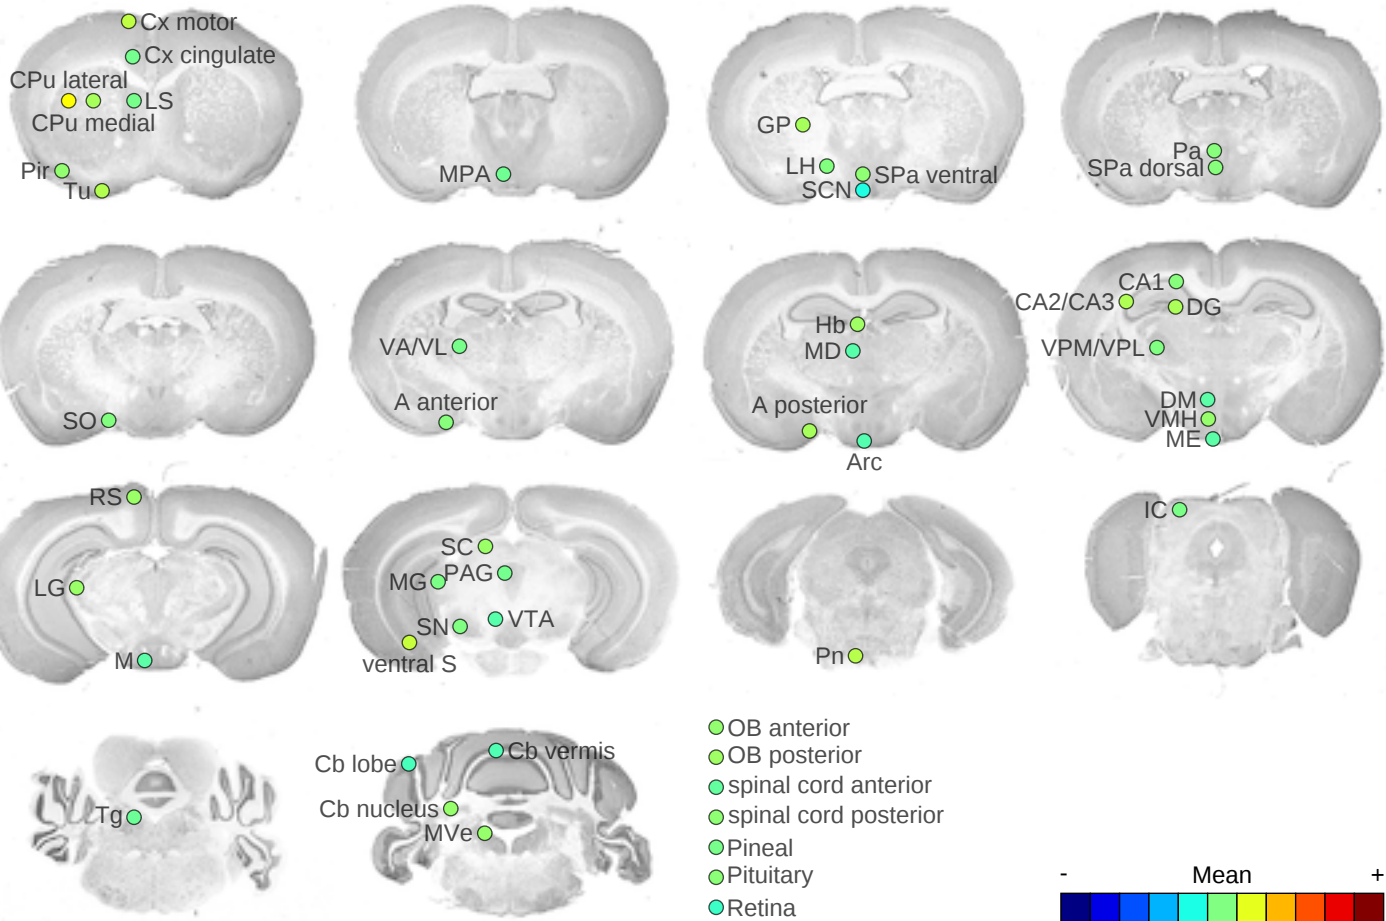 Cx motor
Cx cingulate
CPu lateral
LS
CPu medial
Pir
Tu
MPA
GP
LH
SPa ventral
SCN
Pa
SPa dorsal
SO
VA/VL
A anterior
Hb
MD
A posterior
Arc
CA1
CA2/CA3
DG
VPM/VPL
DM
VMH
ME
RS
LG
M
SC
MG
PAG
SN
VTA
ventral S
Pn
IC
Tg
Cb lobe
Cb vermis
Cb nucleus
MVe
OB anterior
OB posterior
spinal cord anterior
spinal cord posterior
Pineal
Pituitary
Retina
- Mean +